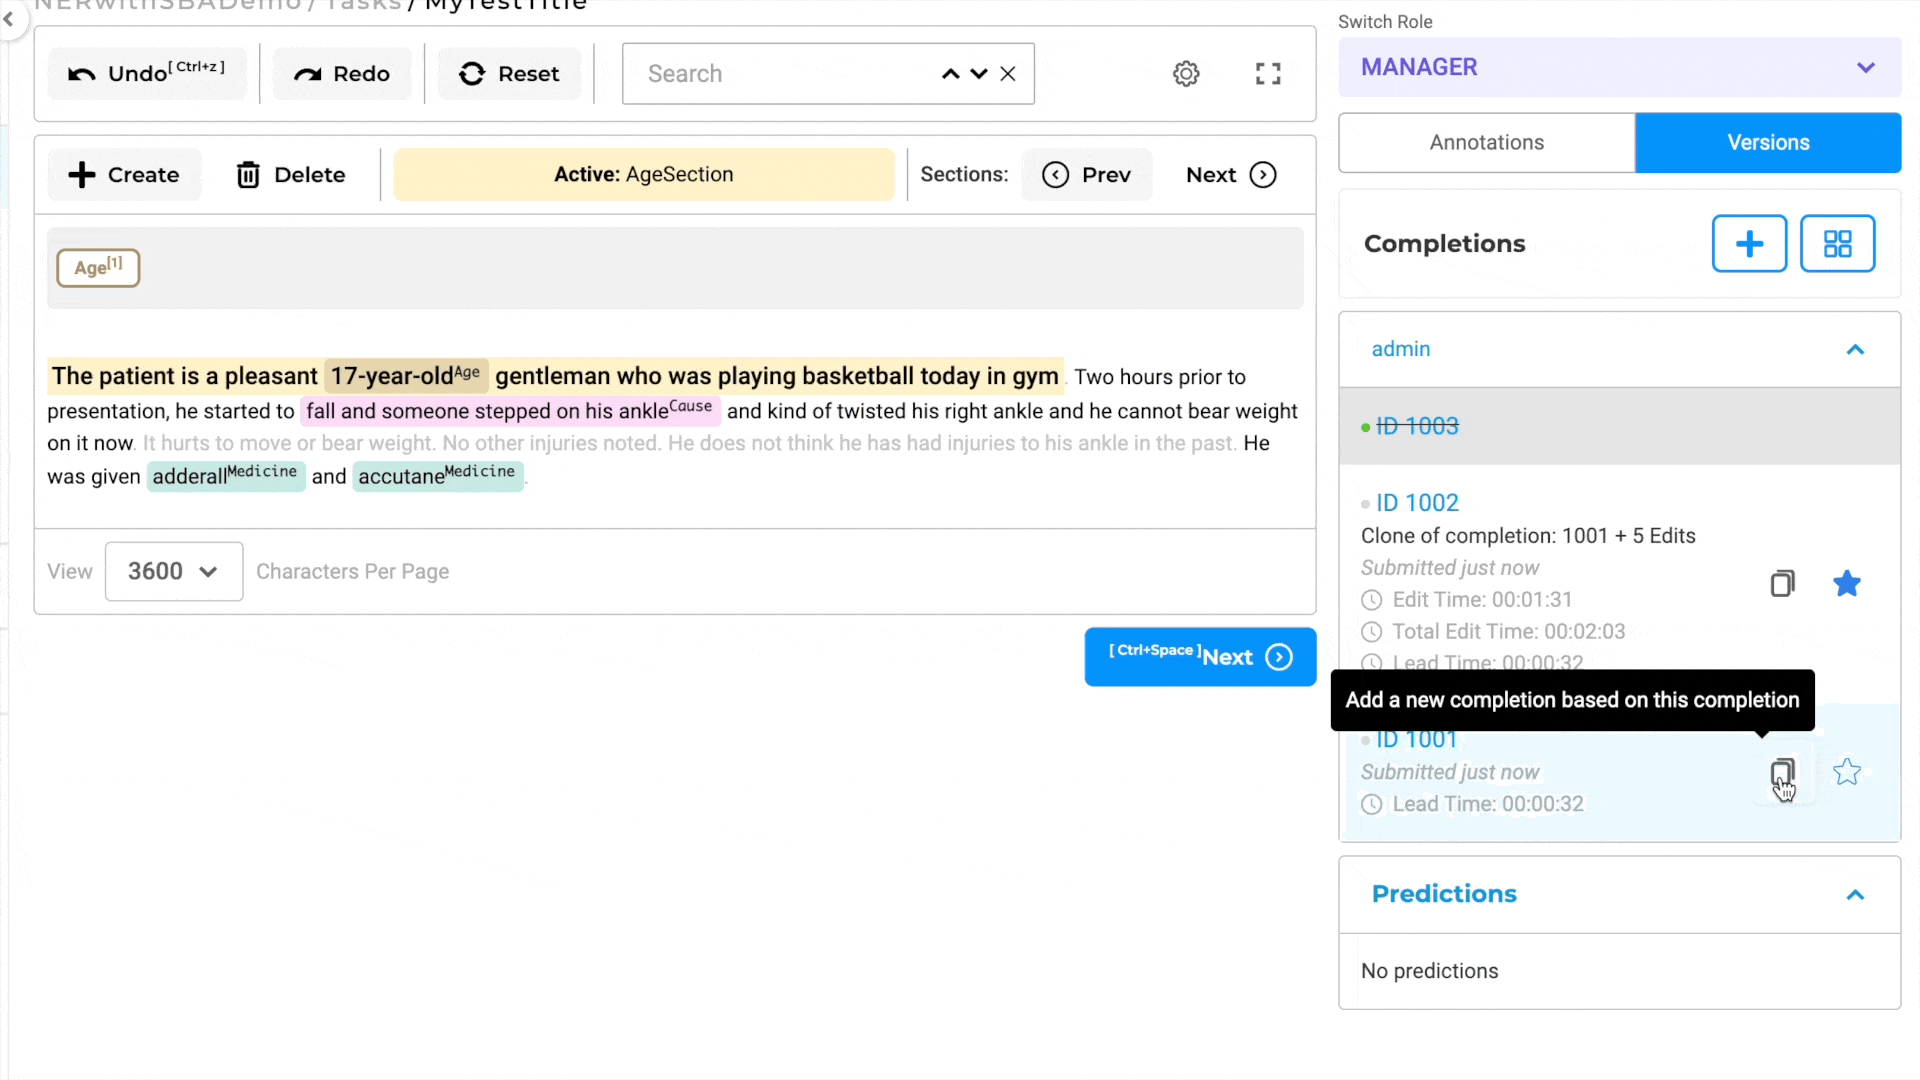 NERwithSBADemo / Tasks / MyTestTitle
Undo [ Ctrl+z ]
Redo
Reset
Search
Create
Delete
Active: AgeSection
Sections:
Prev
Next
Age[1]
The patient is a pleasant 17-year-old Age gentleman who was playing basketball today in gym . Two hours prior to
presentation, he started to fall and someone stepped on his ankle Cause and kind of twisted his right ankle and he cannot bear weight
on it now. It hurts to move or bear weight. No other injuries noted. He does not think he has had injuries to his ankle in the past. He
was given adderall Medicine and accutane Medicine .
View 3600 Characters Per Page
[ Ctrl+Space ] Next
Switch Role
MANAGER
Annotations
Versions
Completions
admin
ID 1003
ID 1002
Clone of completion: 1001 + 5 Edits
Submitted just now
Edit Time: 00:01:31
Total Edit Time: 00:02:03
Lead Time: 00:00:32
Add a new completion based on this completion
ID 1001
Submitted just now
Lead Time: 00:00:32
Predictions
No predictions